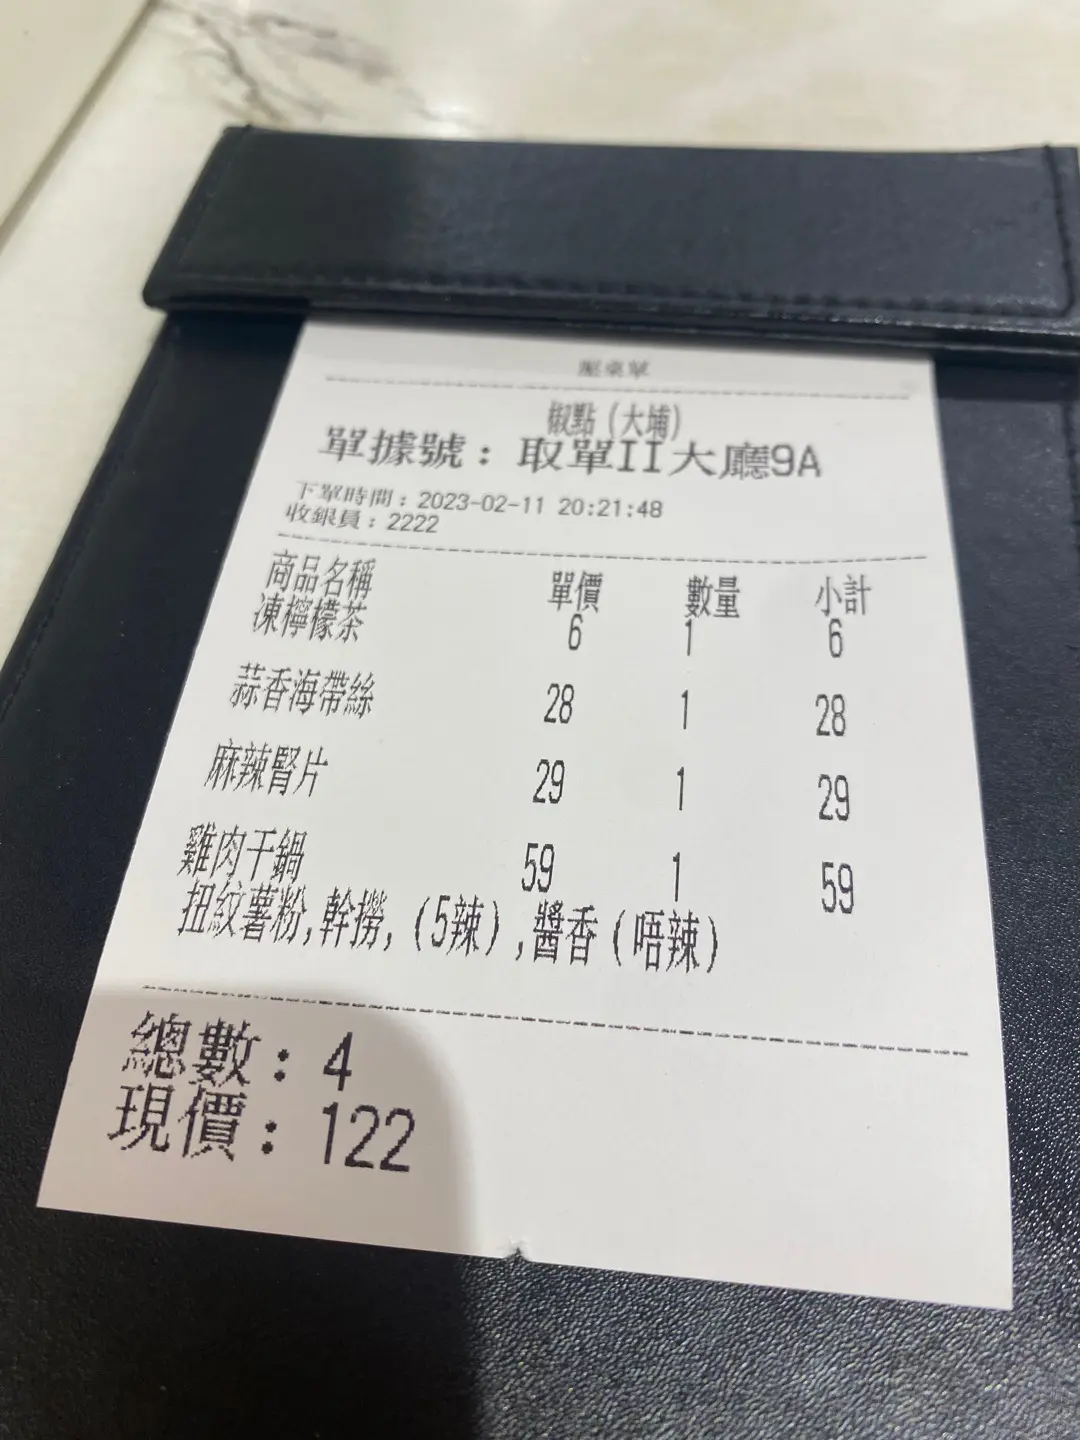 壓桌單
椒點（大埔）
單據號：取單II大廳9A
下單時間：2023-02-11 20:21:48
收銀員：2222
商品名稱 單價 數量 小計
凍檸檬茶 6 1 6
蒜香海帶絲 28 1 28
麻辣腎片 29 1 29
雞肉干鍋 59 1 59
扭紋薯粉,幹撈,（5辣）,醬香（唔辣）
總數：4
現價：122